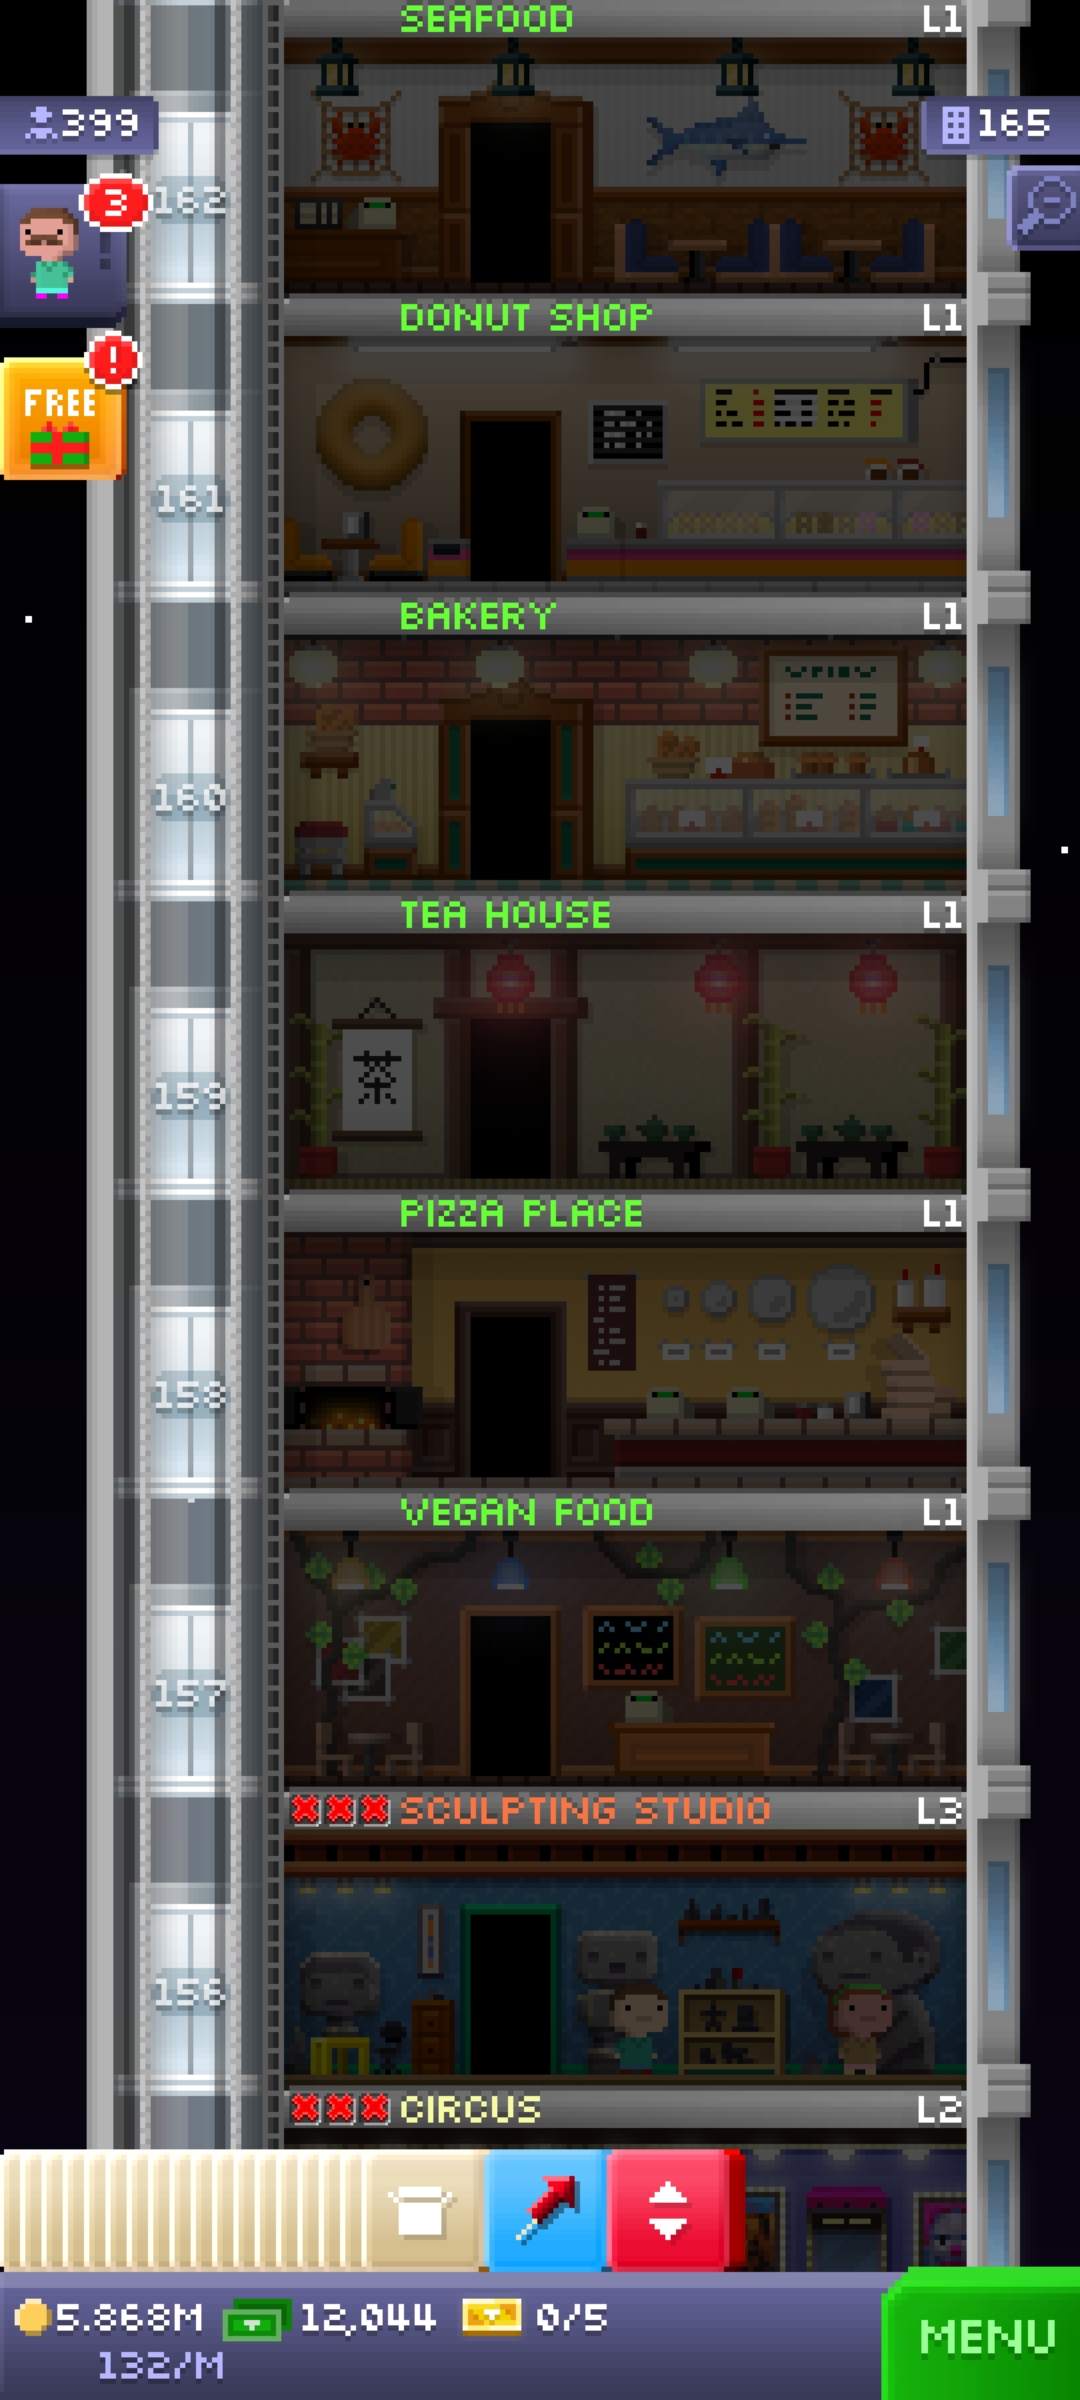 SEAFOOD L1
399
165
3
162
DONUT SHOP L1
!
FREE
161
BAKERY L1
160
TEA HOUSE L1
茶
159
PIZZA PLACE L1
158
VEGAN FOOD L1
157
SCULPTING STUDIO L3
156
CIRCUS L2
5.868M 12,044 0/5
132/M
MENU